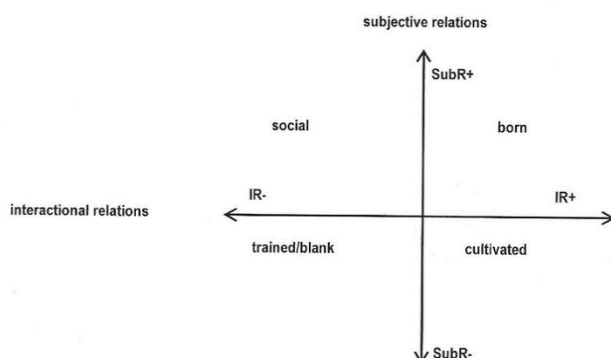 subjective relations
SubR+
social born
IR- IR+
interactional relations
trained/blank cultivated
SubR-